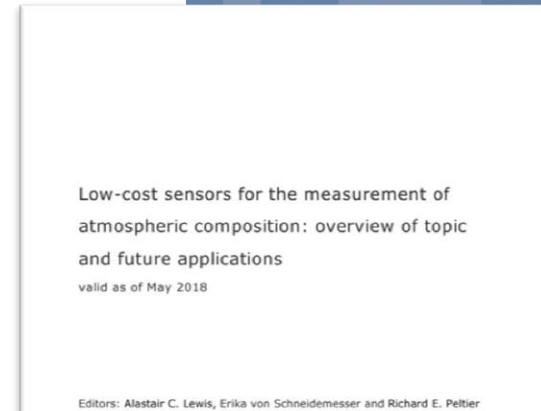 Low-cost sensors for the measurement of
atmospheric composition: overview of topic
and future applications
valid as of May 2018
Editors: Alastair C. Lewis, Erika von Schneidemesser and Richard E. Peltier